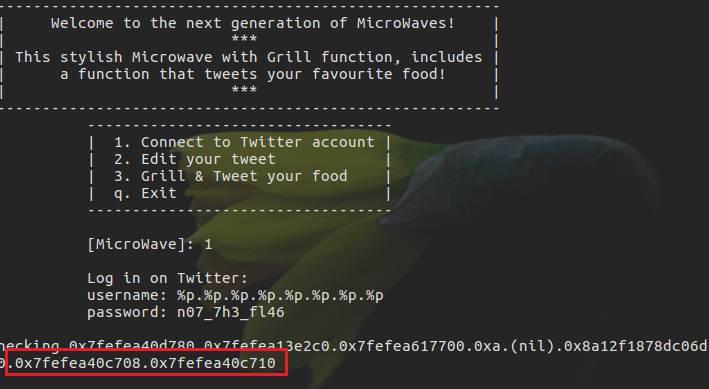 ------------------------------------------------------
| Welcome to the next generation of MicroWaves! |
| *** |
| This stylish Microwave with Grill function, includes |
| a function that tweets your favourite food! |
| *** |
------------------------------------------------------
----------------------------------
| 1. Connect to Twitter account |
| 2. Edit your tweet |
| 3. Grill & Tweet your food |
| q. Exit |
----------------------------------
[MicroWave]: 1
Log in on Twitter:
username: %p.%p.%p.%p.%p.%p.%p.%p
password: n07_7h3_fl46
hecking 0x7fefea40d780.0x7fefea13e2c0.0x7fefea617700.0xa.(nil).0x8a12f1878dc06d
0.0x7fefea40c708.0x7fefea40c710